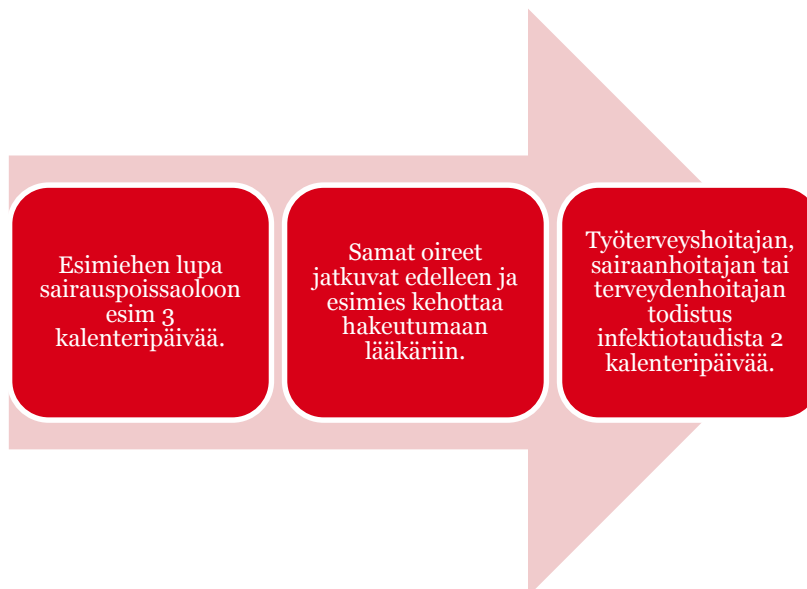 Esimiehen lupa
sairauspoissaoloon
esim 3
kalenteripäivää.
Samat oireet
jatkuvat edelleen ja
esimies kehottaa
hakeutumaan
lääkäriin.
Työterveyshoitajan,
sairaanhoitajan tai
terveydenhoitajan
todistus
infektiotaudista 2
kalenteripäivää.